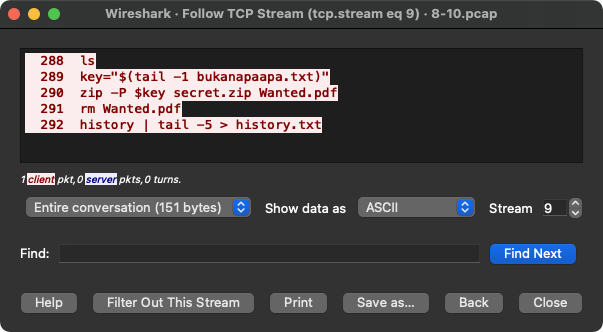 Wireshark · Follow TCP Stream (tcp.stream eq 9) · 8-10.pcap
288  ls
289  key="$(tail -1 bukanapaapa.txt)"
290  zip -P $key secret.zip Wanted.pdf
291  rm Wanted.pdf
292  history | tail -5 > history.txt
1 client pkt, 0 server pkts, 0 turns.
Entire conversation (151 bytes) Show data as ASCII Stream 9
Find: Find Next
Help Filter Out This Stream Print Save as... Back Close